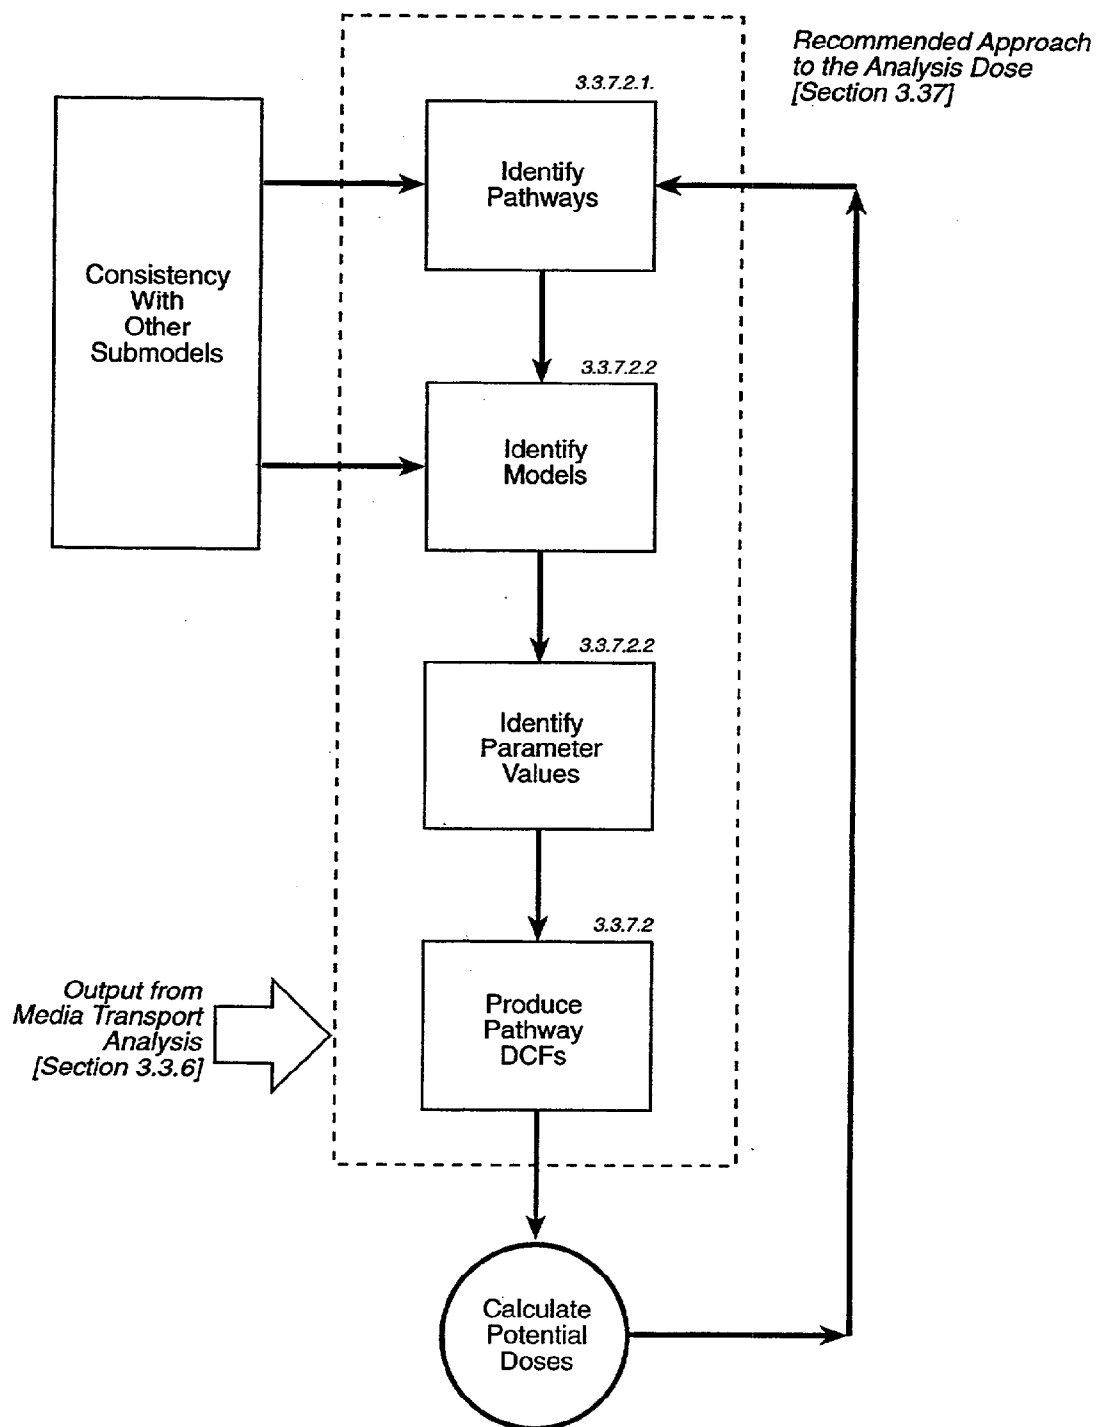 Recommended Approach
to the Analysis Dose
[Section 3.37]
3.3.7.2.1.
Identify
Pathways
Consistency
With
Other
Submodels
3.3.7.2.2
Identify
Models
3.3.7.2.2
Identify
Parameter
Values
3.3.7.2
Produce
Pathway
DCFs
Output from
Media Transport
Analysis
[Section 3.3.6]
Calculate
Potential
Doses